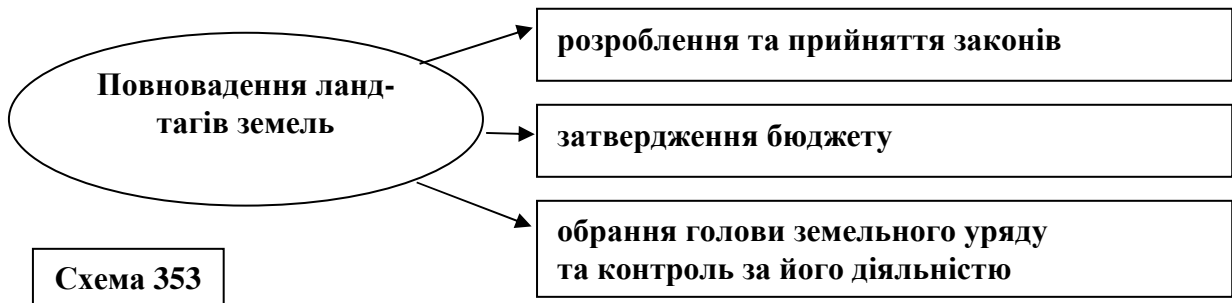 Повновадення ланд-
тагів земель
розроблення та прийняття законів
затвердження бюджету
обрання голови земельного уряду
та контроль за його діяльністю
Схема 353